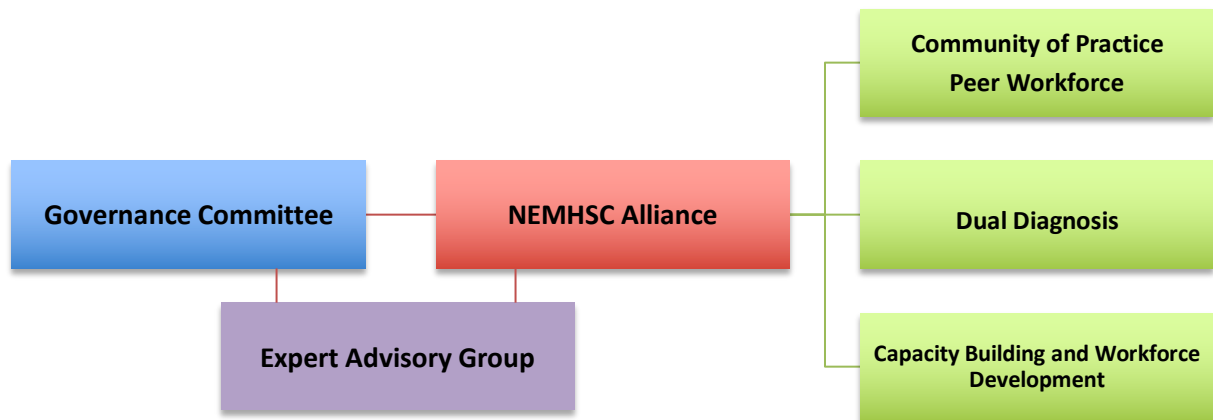 Community of Practice
Peer Workforce
Governance Committee
NEMHSC Alliance
Dual Diagnosis
Expert Advisory Group
Capacity Building and Workforce
Development